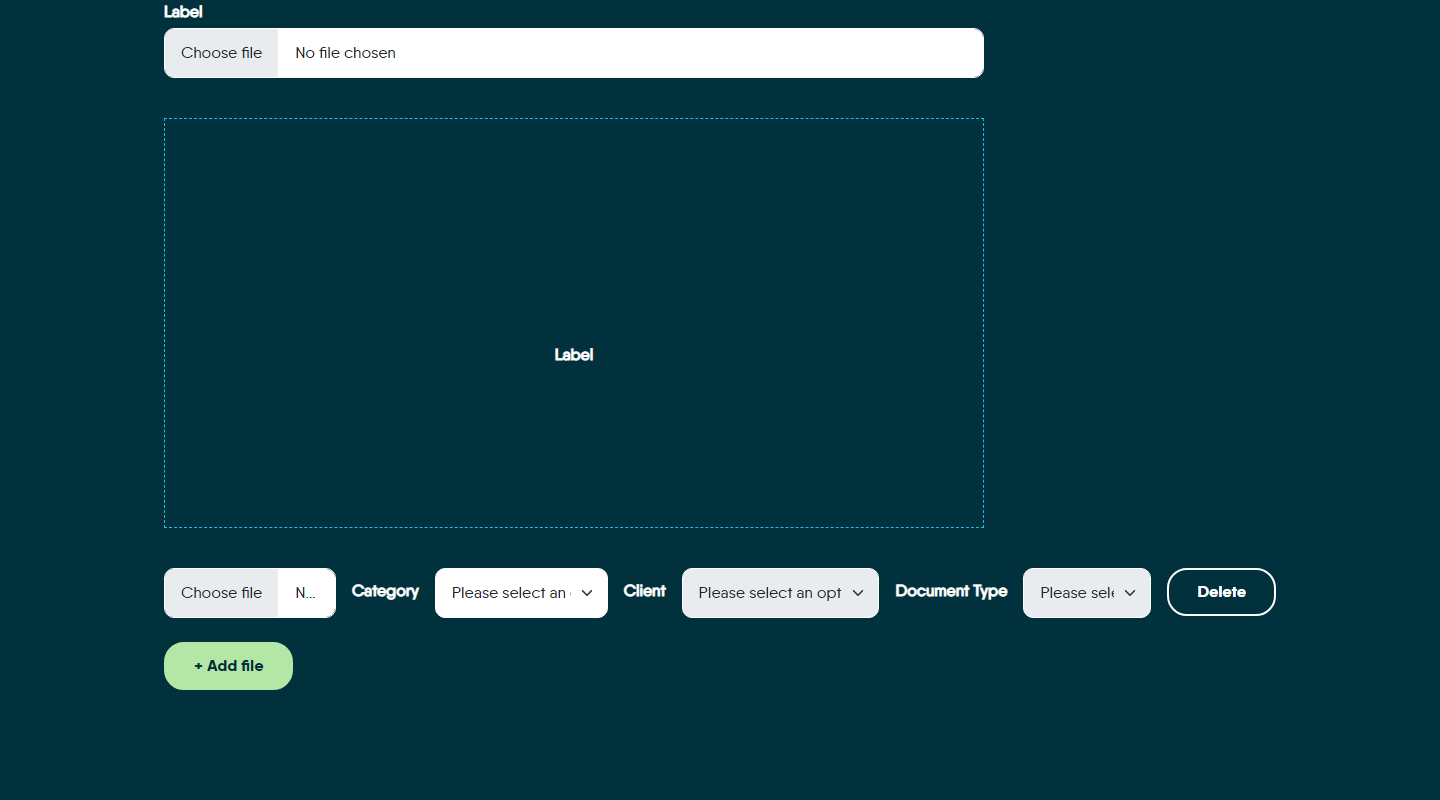 Label
Choose file No file chosen
Label
Choose file N... Category Please select an Client Please select an opt Document Type Please sele Delete
+ Add file